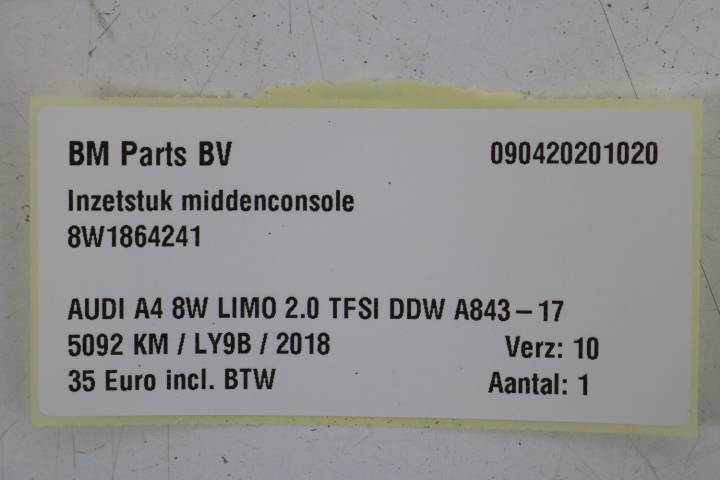 BM Parts BV 090420201020
Inzetstuk middenconsole
8W1864241
AUDI A4 8W LIMO 2.0 TFSI DDW A843-17
5092 KM / LY9B / 2018 Verz: 10
35 Euro incl. BTW Aantal: 1